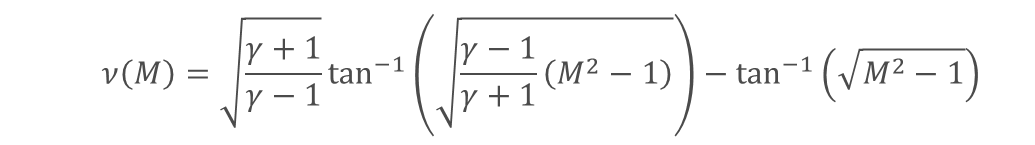 ν(M) = √((γ + 1)/(γ − 1)) tan⁻¹ (√((γ − 1)/(γ + 1) (M² − 1))) − tan⁻¹ (√(M² − 1))